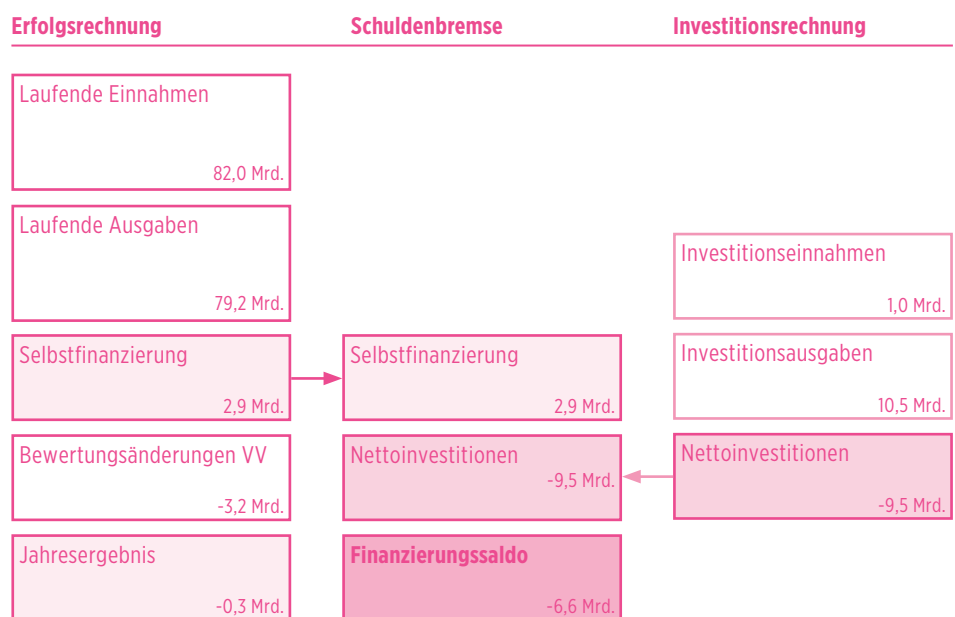 Erfolgsrechnung
Schuldenbremse
Investitionsrechnung
Laufende Einnahmen
82,0 Mrd.
Laufende Ausgaben
79,2 Mrd.
Selbstfinanzierung
2,9 Mrd.
Bewertungsänderungen VV
-3,2 Mrd.
Jahresergebnis
-0,3 Mrd.
Selbstfinanzierung
2,9 Mrd.
Nettoinvestitionen
-9,5 Mrd.
Finanzierungssaldo
-6,6 Mrd.
Investitionseinnahmen
1,0 Mrd.
Investitionsausgaben
10,5 Mrd.
Nettoinvestitionen
-9,5 Mrd.